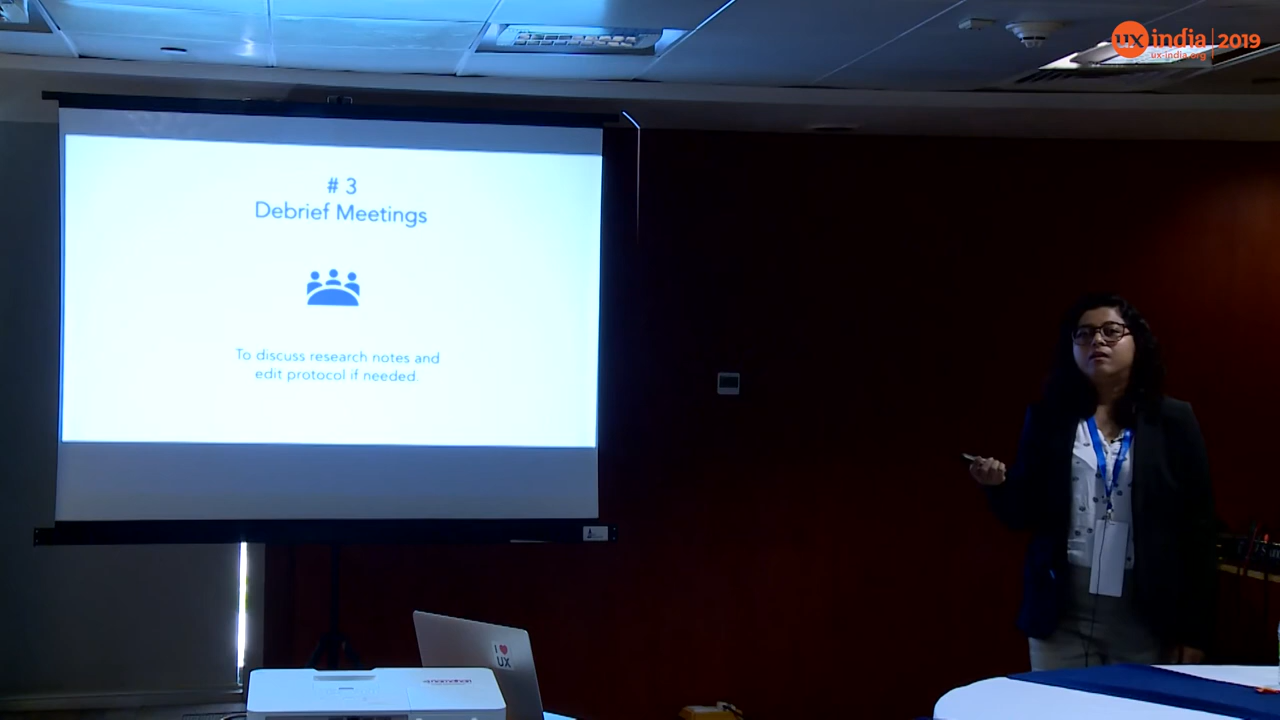 ux india | 2019
ux-india.org
# 3
Debrief Meetings
To discuss research notes and
edit protocol if needed
I ♥
UX